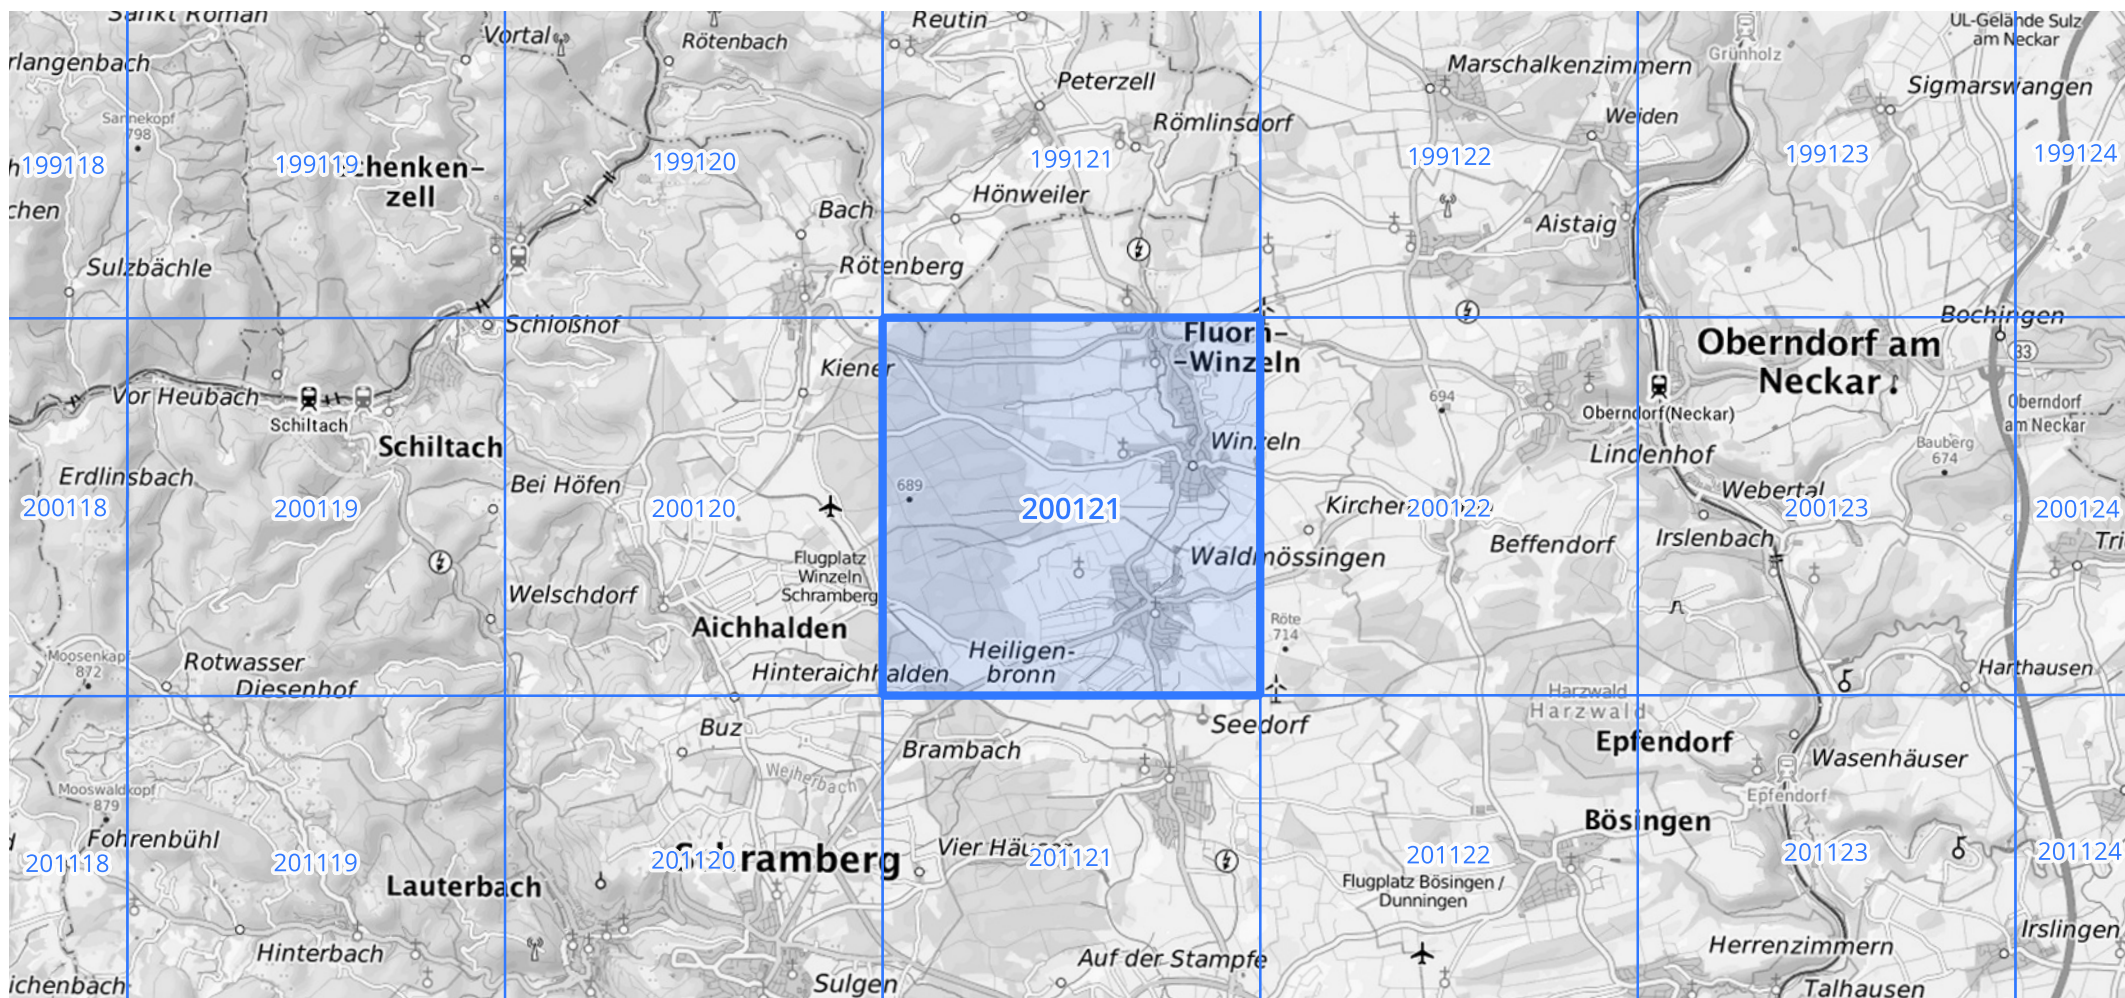 Sankt Roman
Vortal
Rötenbach
Reutin
UL-Gelände Sulz
am Neckar
Grünholz
rlangenbach
Peterzell
Marschalkenzimmern
Sigmarswangen
Sannekopf
798
Römlinsdorf
Weiden
199118
199119
chenken-
zell
199120
199121
199122
199123
199124
chen
Bach
Hönweiler
Aistaig
Sulzbächle
Rötenberg
Schloßhof
Bochingen
Fluorn-
-Winzeln
Oberndorf am
Neckar
33
Kiener
Vor Heubach
Schiltach
694
Oberndorf(Neckar)
Oberndorf
am Neckar
Schiltach
Winzeln
Lindenhof
Bauberg
674
Erdlinsbach
Bei Höfen
689
Webertal
200118
200119
200120
200121
Kirchen
200122
200123
200124
Irslenbach
Beffendorf
Tri
Flugplatz
Winzeln
Schramberg
Waldmössingen
Welschdorf
Aichhalden
Röte
714
Moosenkapf
872
Rotwasser
Diesenhof
Hinteraichhalden
Heiligen-
bronn
Harthausen
Harzwald
Harzwald
Buz
Brambach
Seedorf
Epfendorf
Wasenhäuser
Weiherbach
Mooswaldkopf
879
Epfendorf
Bösingen
Fohrenbühl
201118
201119
201120
Schramberg
Vier Häuser
201121
201122
201123
201124
Lauterbach
Flugplatz Bösingen /
Dunningen
Hinterbach
Auf der Stampfe
Herrenzimmern
Irslingen
ichenbach
Sulgen
Talhausen